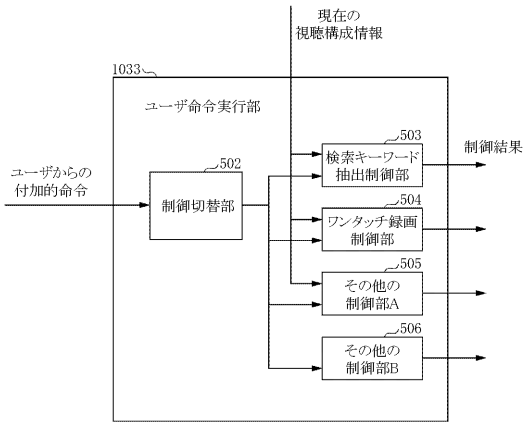 現在の
視聴構成情報
1033
ユーザ命令実行部
ユーザからの
付加的命令
502
制御切替部
503
検索キーワード
抽出制御部
制御結果
504
ワンタッチ録画
制御部
505
その他の
制御部A
506
その他の
制御部B